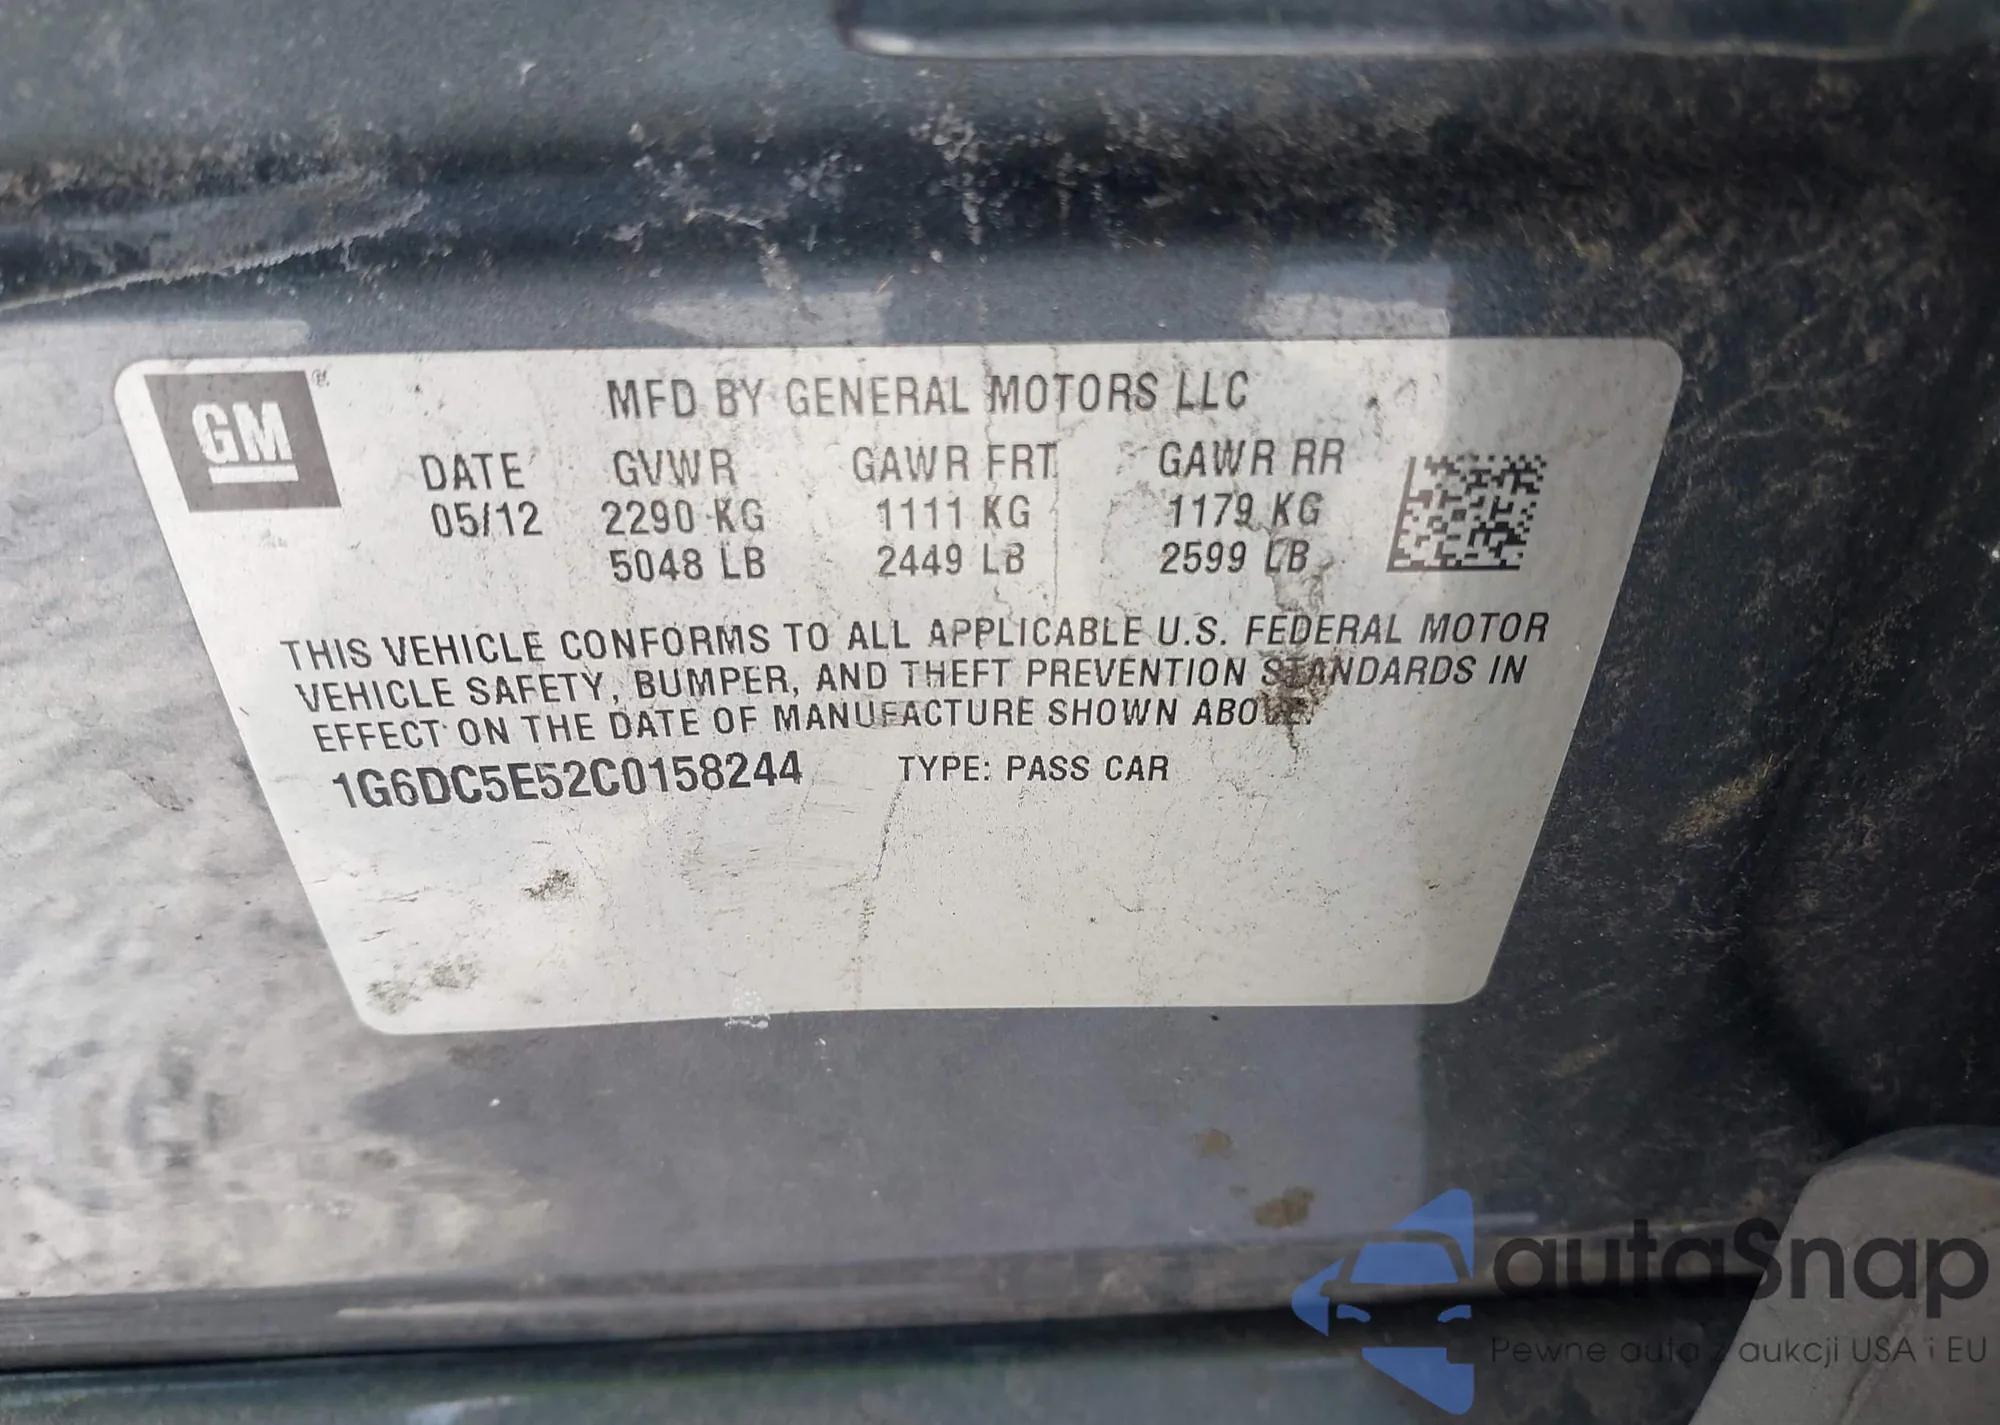 GM ®
MFD BY GENERAL MOTORS LLC
DATE GVWR GAWR FRT GAWR RR
05/12 2290 KG 1111 KG 1179 KG
5048 LB 2449 LB 2599 LB
THIS VEHICLE CONFORMS TO ALL APPLICABLE U.S. FEDERAL MOTOR
VEHICLE SAFETY, BUMPER, AND THEFT PREVENTION STANDARDS IN
EFFECT ON THE DATE OF MANUFACTURE SHOWN ABOVE.
1G6DC5E52C0158244 TYPE: PASS CAR
autaSnap
Pewne auta z aukcji USA i EU